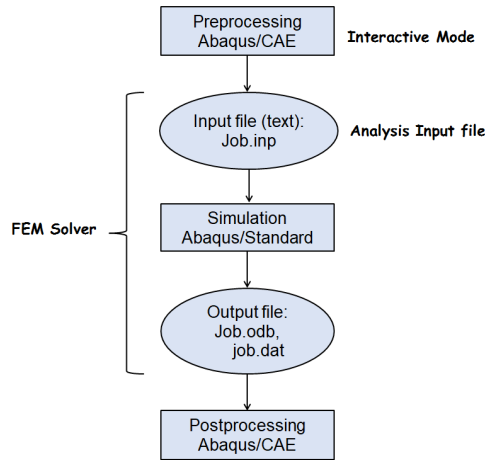 Preprocessing
Abaqus/CAE
Interactive Mode
Input file (text):
Job.inp
Analysis Input file
FEM Solver
Simulation
Abaqus/Standard
Output file:
Job.odb,
job.dat
Postprocessing
Abaqus/CAE